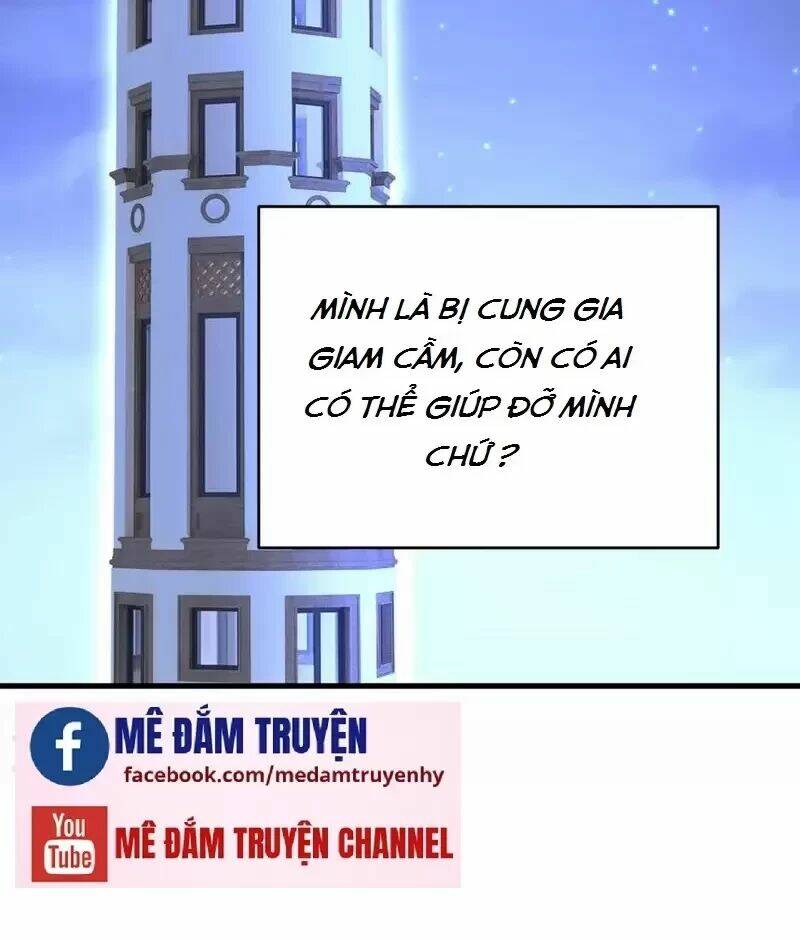 MÌNH LÀ BỊ CUNG GIA
GIAM CẦM, CÒN CÓ AI
CÓ THỂ GIÚP ĐỠ MÌNH
CHỨ ?
f MÊ ĐẮM TRUYỆN
facebook.com/medamtruyenhy
You
Tube
MÊ ĐẮM TRUYỆN CHANNEL